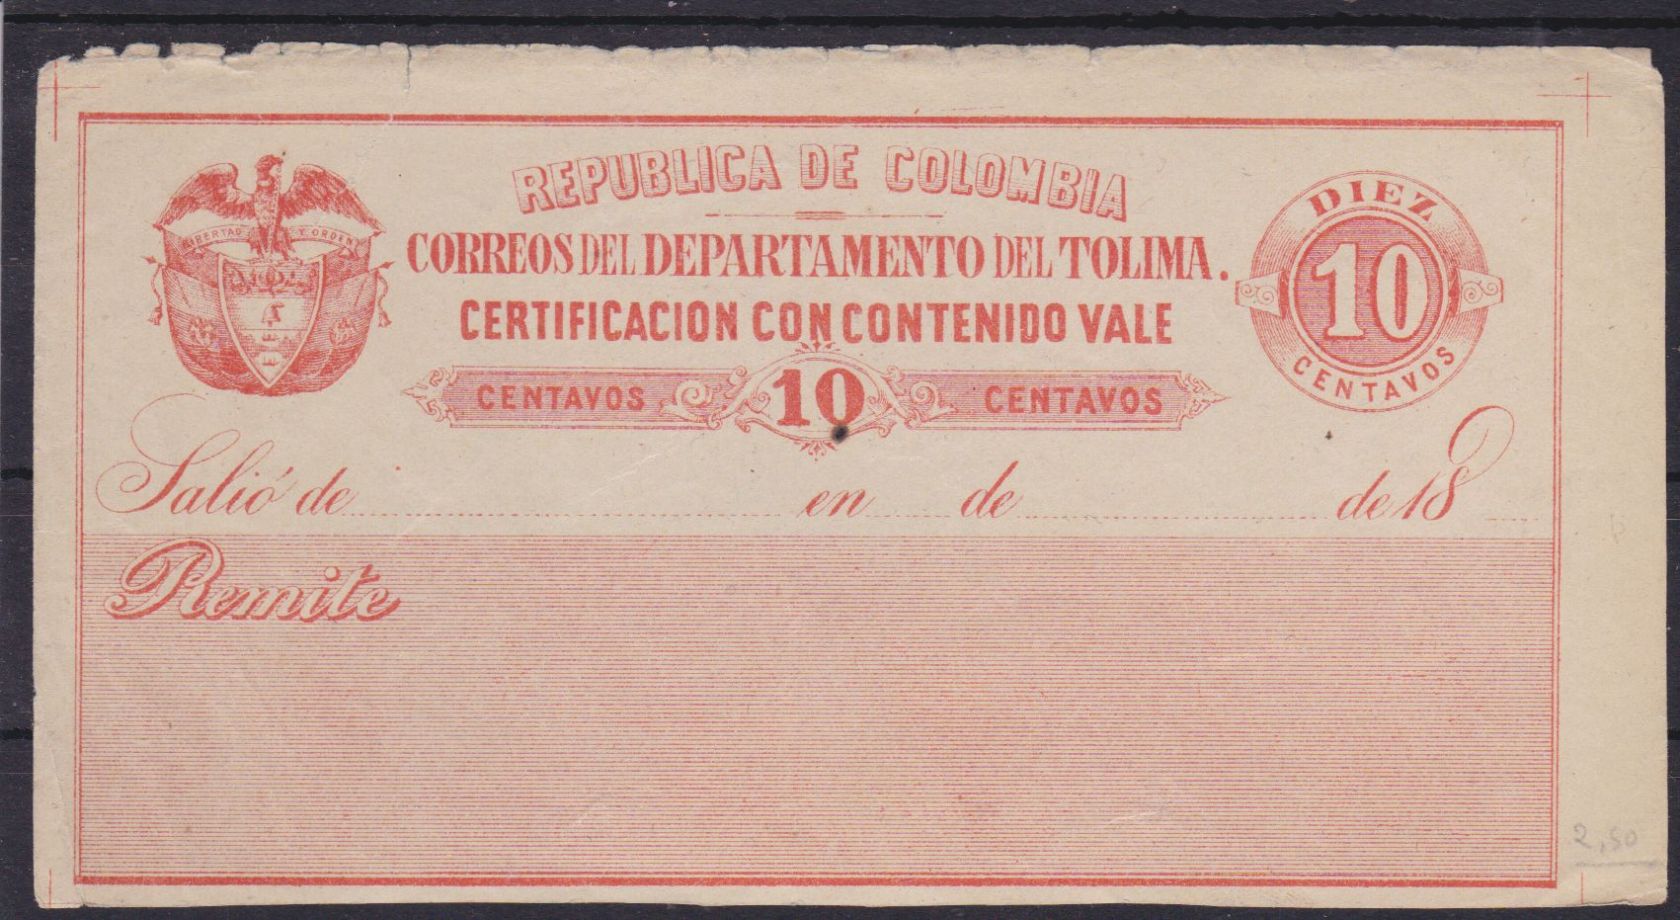 REPUBLICA DE COLOMBIA
LIBERTAD Y ORDEN
CORREOS DEL DEPARTAMENTO DEL TOLIMA.
CERTIFICACION CON CONTENIDO VALE
CENTAVOS 10 CENTAVOS
DIEZ
10
CENTAVOS
Salió de en de de 18
Remite
2,50